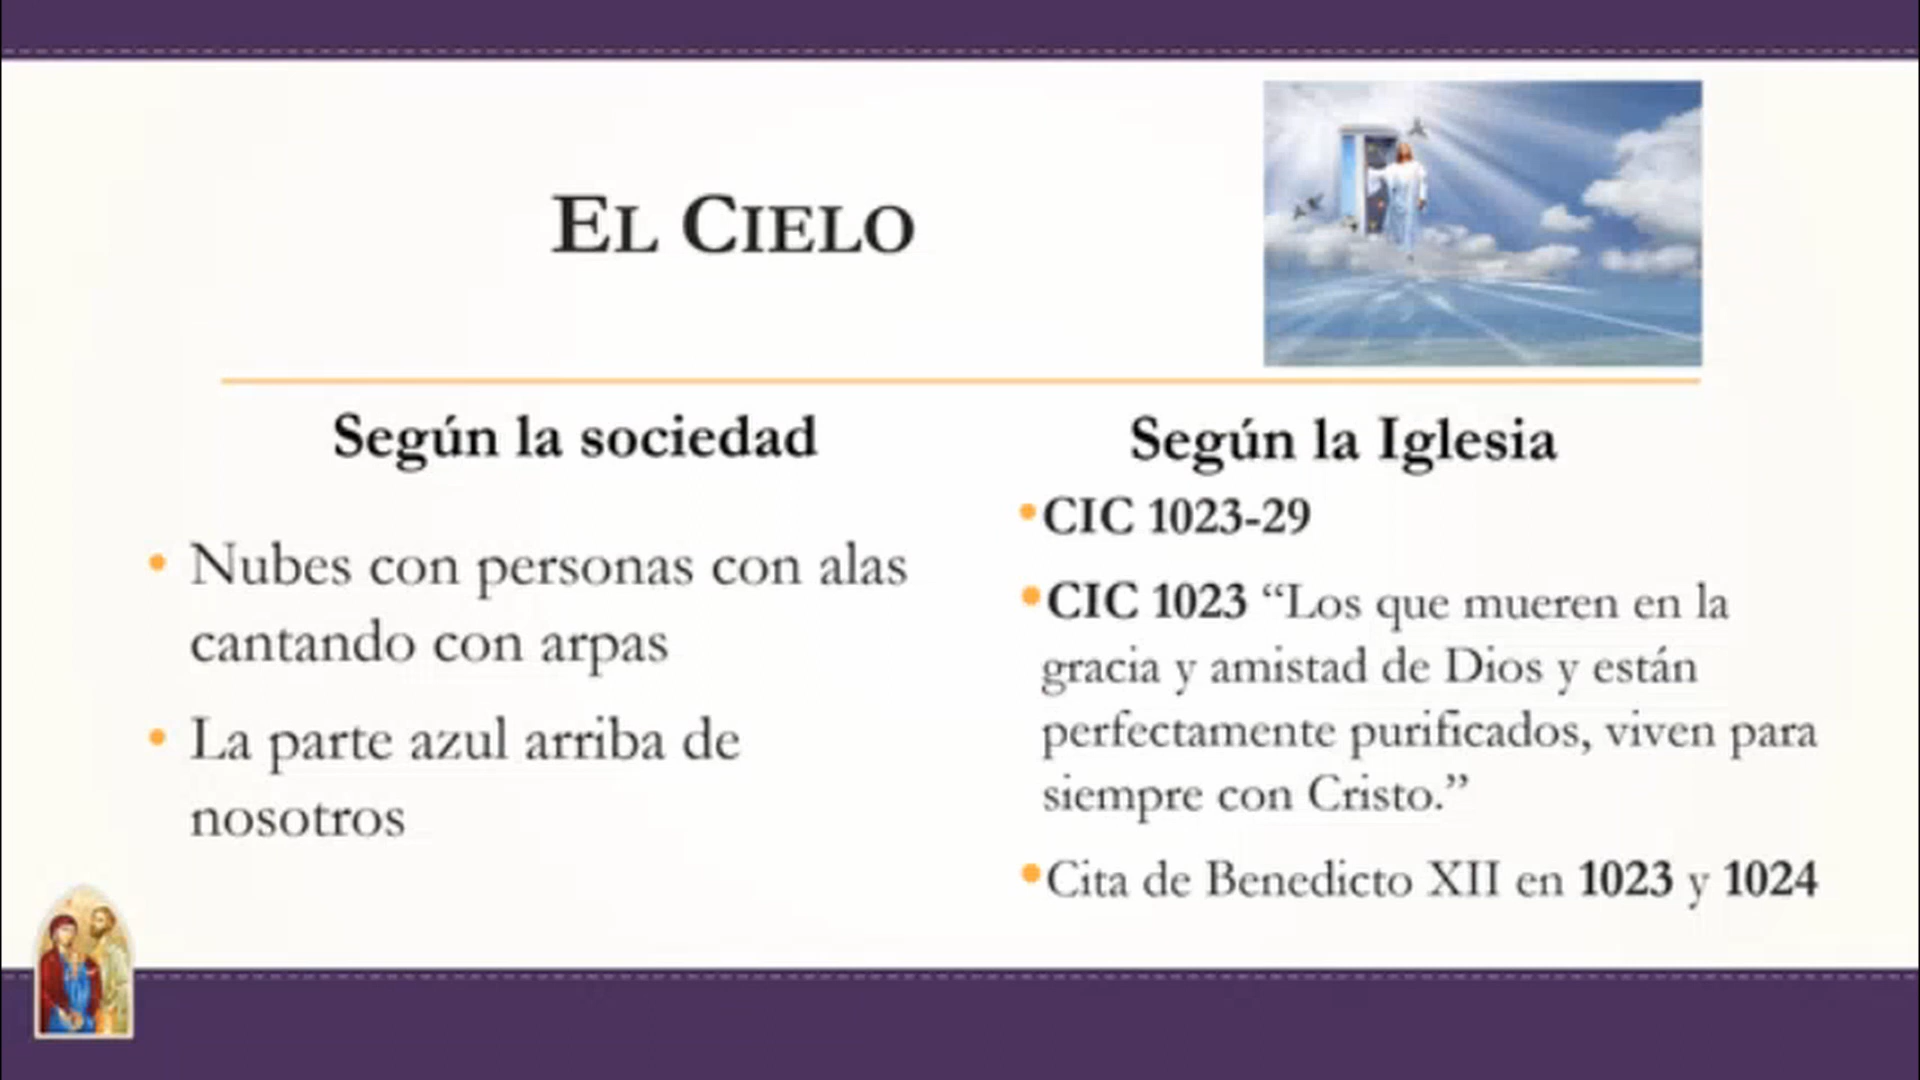 EL CIELO
Según la sociedad
Nubes con personas con alas
cantando con arpas
La parte azul arriba de
nosotros
Según la Iglesia
CIC 1023-29
CIC 1023 “Los que mueren en la
gracia y amistad de Dios y están
perfectamente purificados, viven para
siempre con Cristo.”
Cita de Benedicto XII en 1023 y 1024